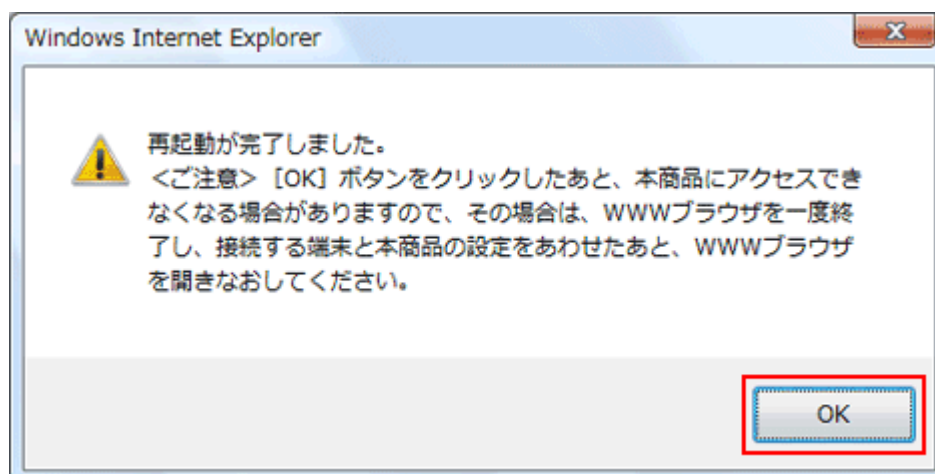 Windows Internet Explorer
再起動が完了しました。
＜ご注意＞［OK］ボタンをクリックしたあと、本商品にアクセスでき
なくなる場合がありますので、その場合は、WWWブラウザを一度終
了し、接続する端末と本商品の設定をあわせたあと、WWWブラウザ
を開きなおしてください。
OK